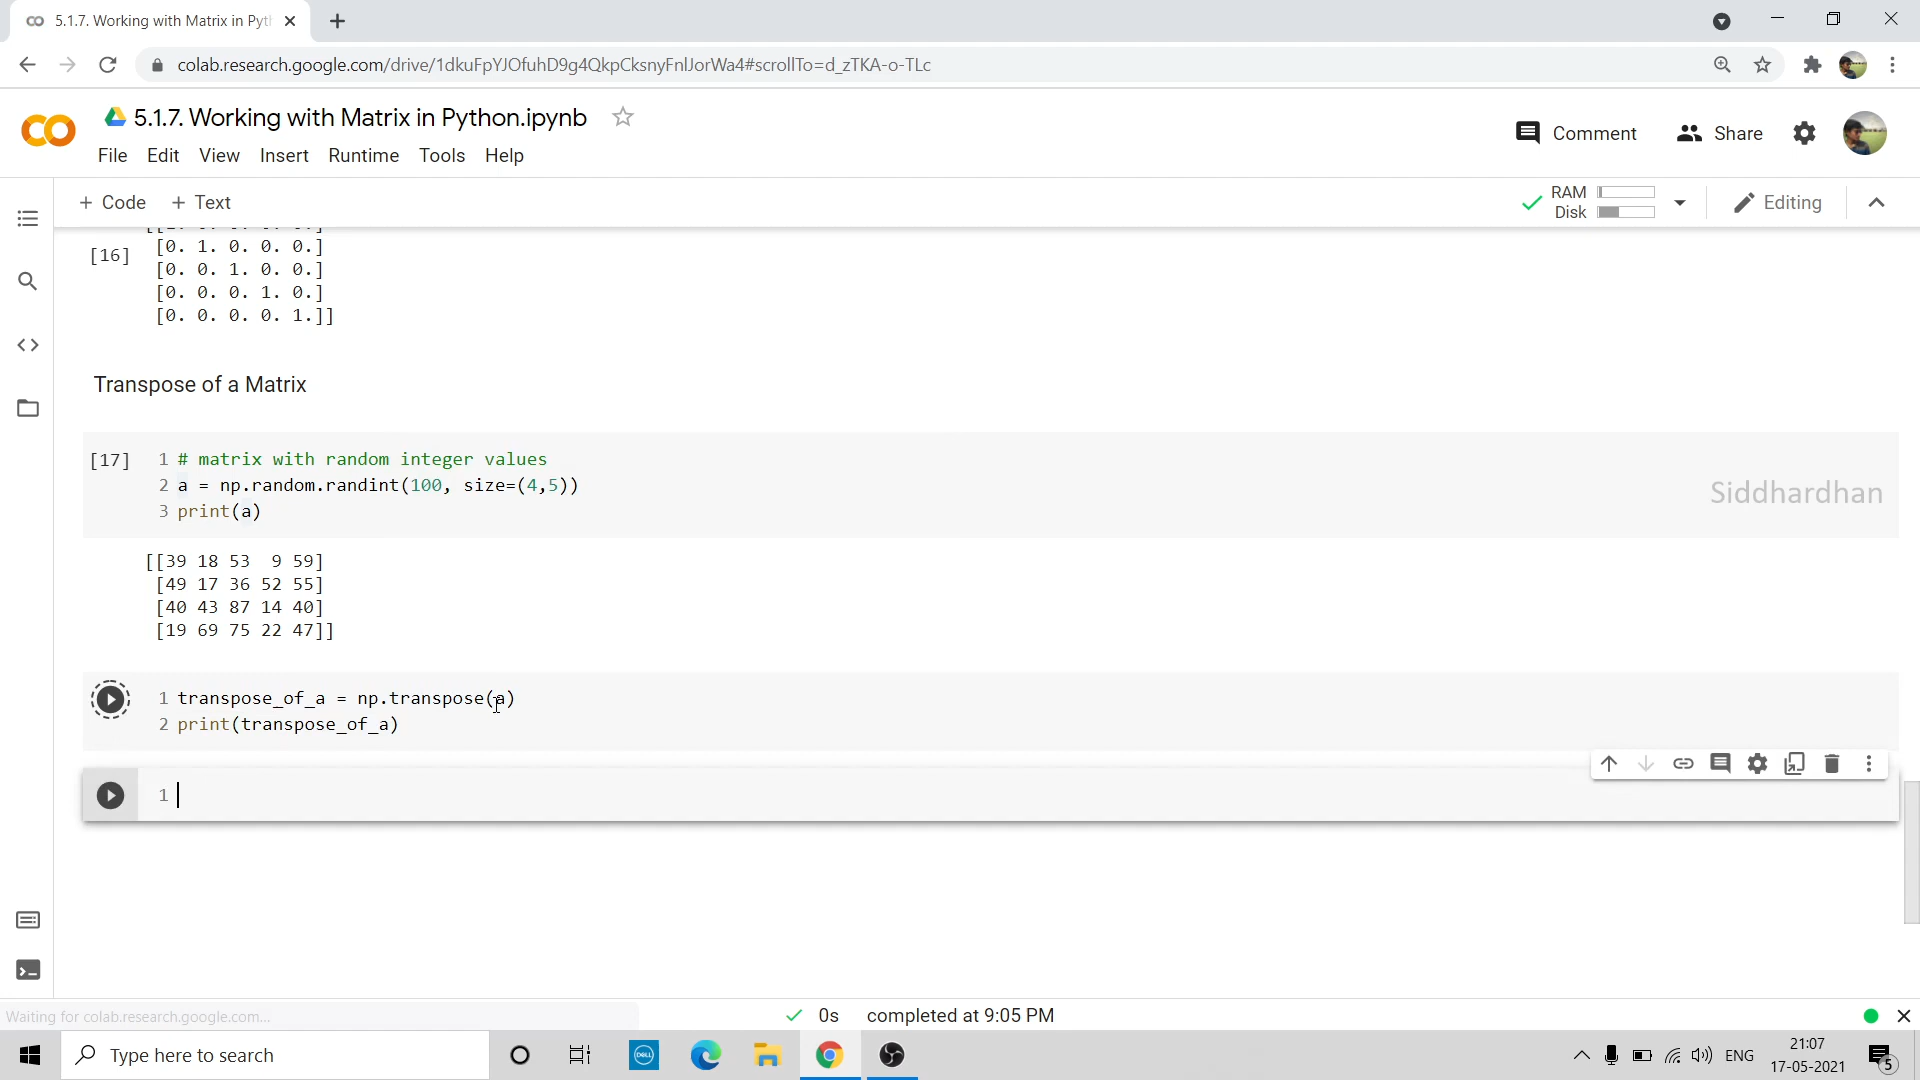 5.1.7. Working with Matrix in Pyth
colab.research.google.com/drive/1dkuFpYJOfuhD9g4QkpCksnyFnlJorWa4#scrollTo=d_zTKA-o-TLc
5.1.7. Working with Matrix in Python.ipynb
Comment Share
File Edit View Insert Runtime Tools Help
+ Code + Text
RAM
Disk
Editing
[16]
[0. 1. 0. 0. 0.]
[0. 0. 1. 0. 0.]
[0. 0. 0. 1. 0.]
[0. 0. 0. 0. 1.]]
Transpose of a Matrix
[17]
1 # matrix with random integer values
2 a = np.random.randint(100, size=(4,5))
3 print(a)
Siddhardhan
[[39 18 53  9 59]
[49 17 36 52 55]
[40 43 87 14 40]
[19 69 75 22 47]]
1 transpose_of_a = np.transpose(a)
2 print(transpose_of_a)
1
Waiting for colab.research.google.com...
0s completed at 9:05 PM
Type here to search
DELL
ENG
21:07
17-05-2021
5